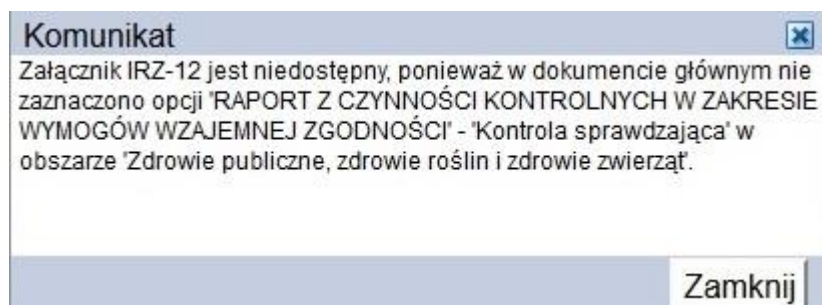 Komunikat
Załącznik IRZ-12 jest niedostępny, ponieważ w dokumencie głównym nie
zaznaczono opcji 'RAPORT Z CZYNNOŚCI KONTROLNYCH W ZAKRESIE
WYMOGÓW WZAJEMNEJ ZGODNOŚCI' - 'Kontrola sprawdzająca' w
obszarze 'Zdrowie publiczne, zdrowie roślin i zdrowie zwierząt'.
Zamknij